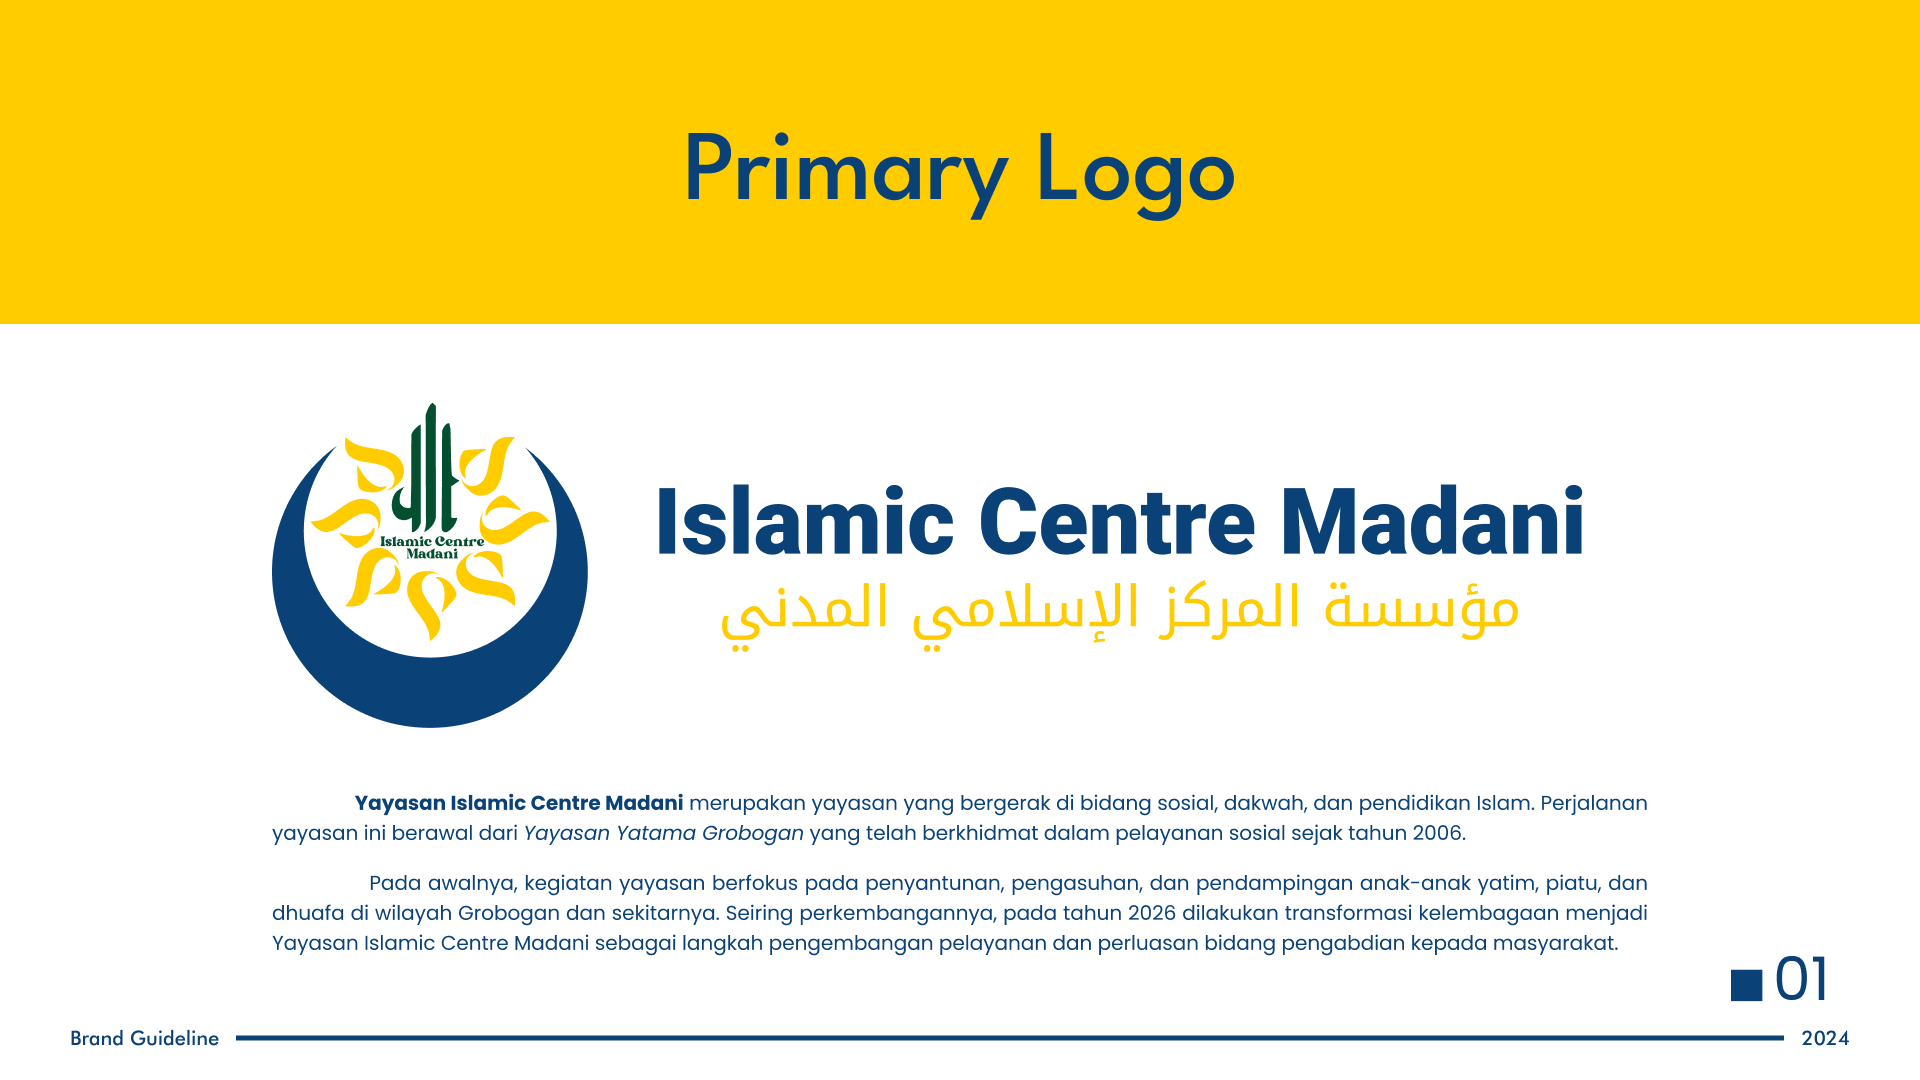 Primary Logo
Islamic Centre
Madani
Islamic Centre Madani
مؤسسة المركز الإسلامي المدني
Yayasan Islamic Centre Madani merupakan yayasan yang bergerak di bidang sosial, dakwah, dan pendidikan Islam. Perjalanan
yayasan ini berawal dari Yayasan Yatama Grobogan yang telah berkhidmat dalam pelayanan sosial sejak tahun 2006.
Pada awalnya, kegiatan yayasan berfokus pada penyantunan, pengasuhan, dan pendampingan anak-anak yatim, piatu, dan
dhuafa di wilayah Grobogan dan sekitarnya. Seiring perkembangannya, pada tahun 2026 dilakukan transformasi kelembagaan menjadi
Yayasan Islamic Centre Madani sebagai langkah pengembangan pelayanan dan perluasan bidang pengabdian kepada masyarakat.
01
Brand Guideline
2024